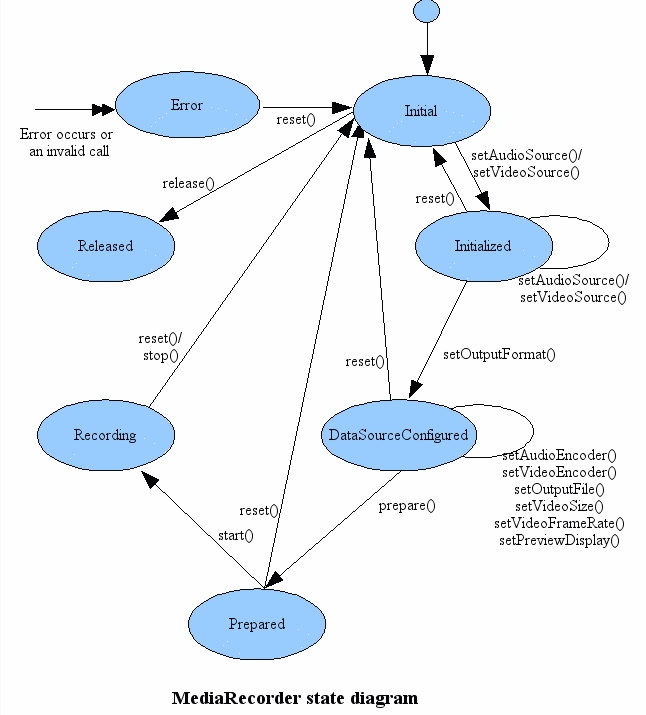 Error
Initial
reset()
Error occurs or
an invalid call
setAudioSource()/
setVideoSource()
release()
reset()
Released
Initialized
setAudioSource()/
setVideoSource()
reset()/
stop()
setOutputFormat()
reset()
Recording
DataSourceConfigured
setAudioEncoder()
setVideoEncoder()
setOutputFile()
setVideoSize()
setVideoFrameRate()
setPreviewDisplay()
prepare()
reset()
start()
Prepared
MediaRecorder state diagram